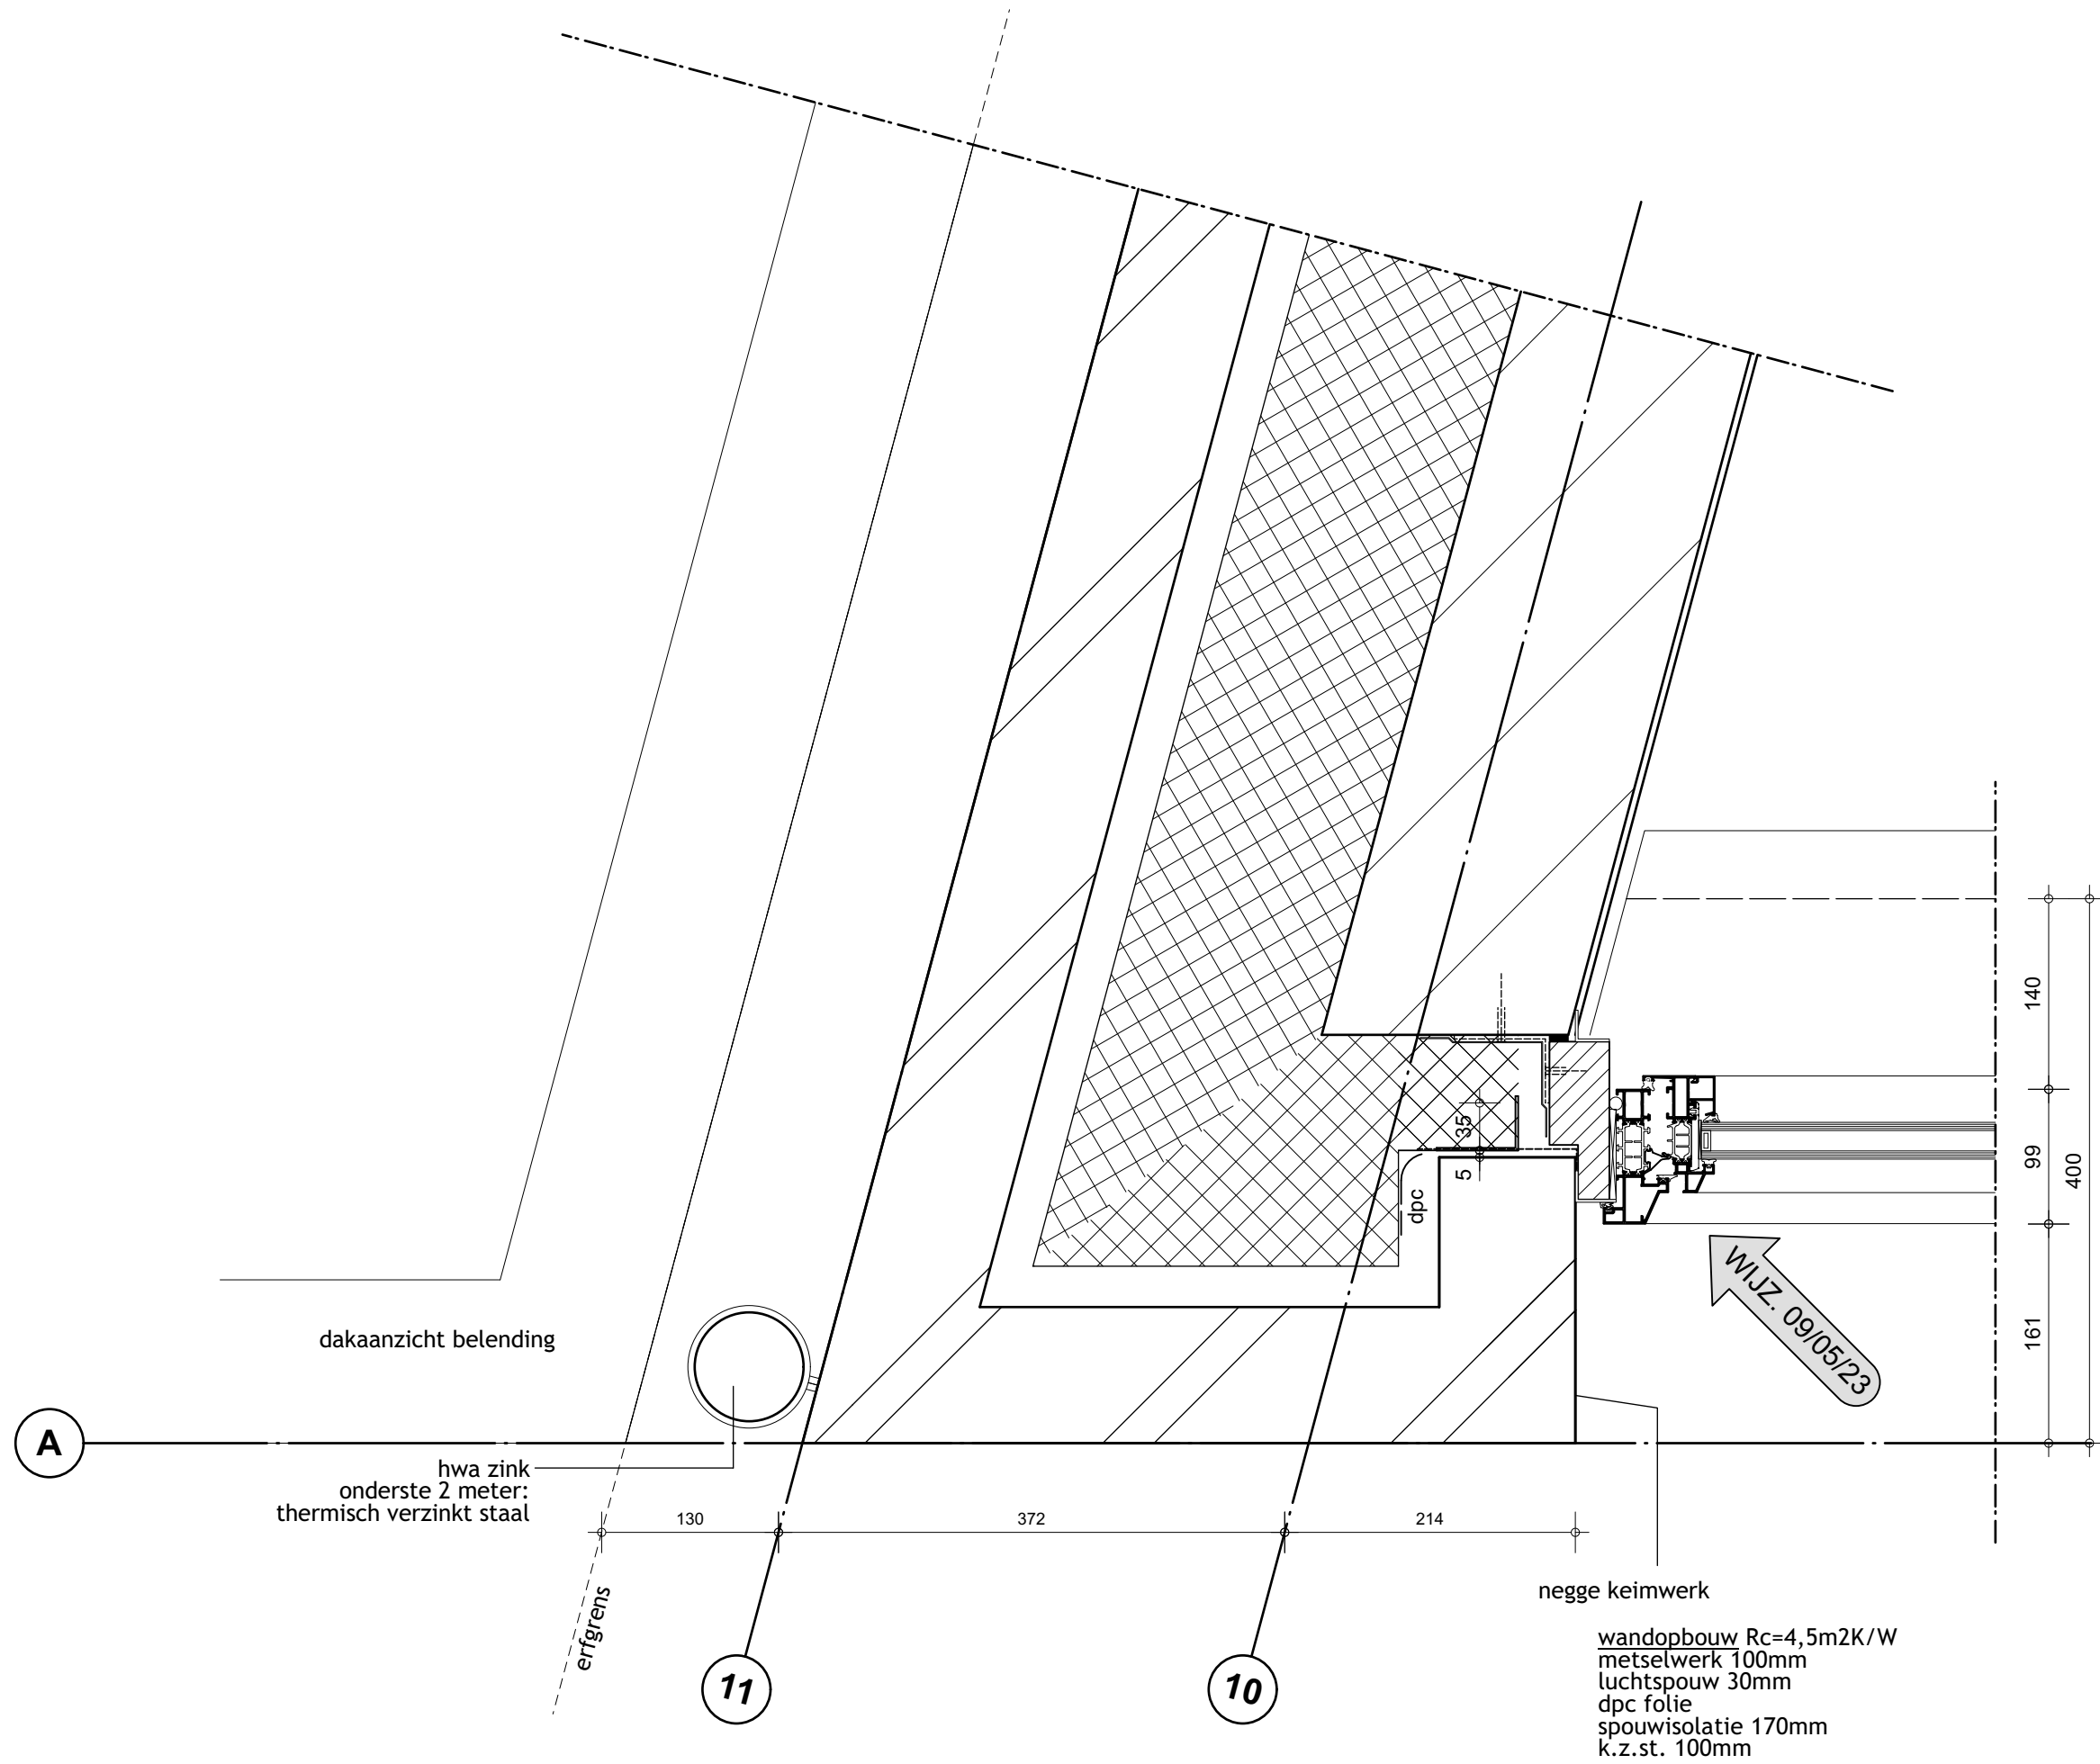 140
35
99
400
5
dpc
WIJZ. 09/05/23
161
dakaanzicht belending
A
hwa zink
onderste 2 meter:
thermisch verzinkt staal
130
372
214
erfgrens
negge keimwerk
11
10
wandopbouw Rc=4,5m2K/W
metselwerk 100mm
luchtspouw 30mm
dpc folie
spouwisolatie 170mm
k.z.st. 100mm